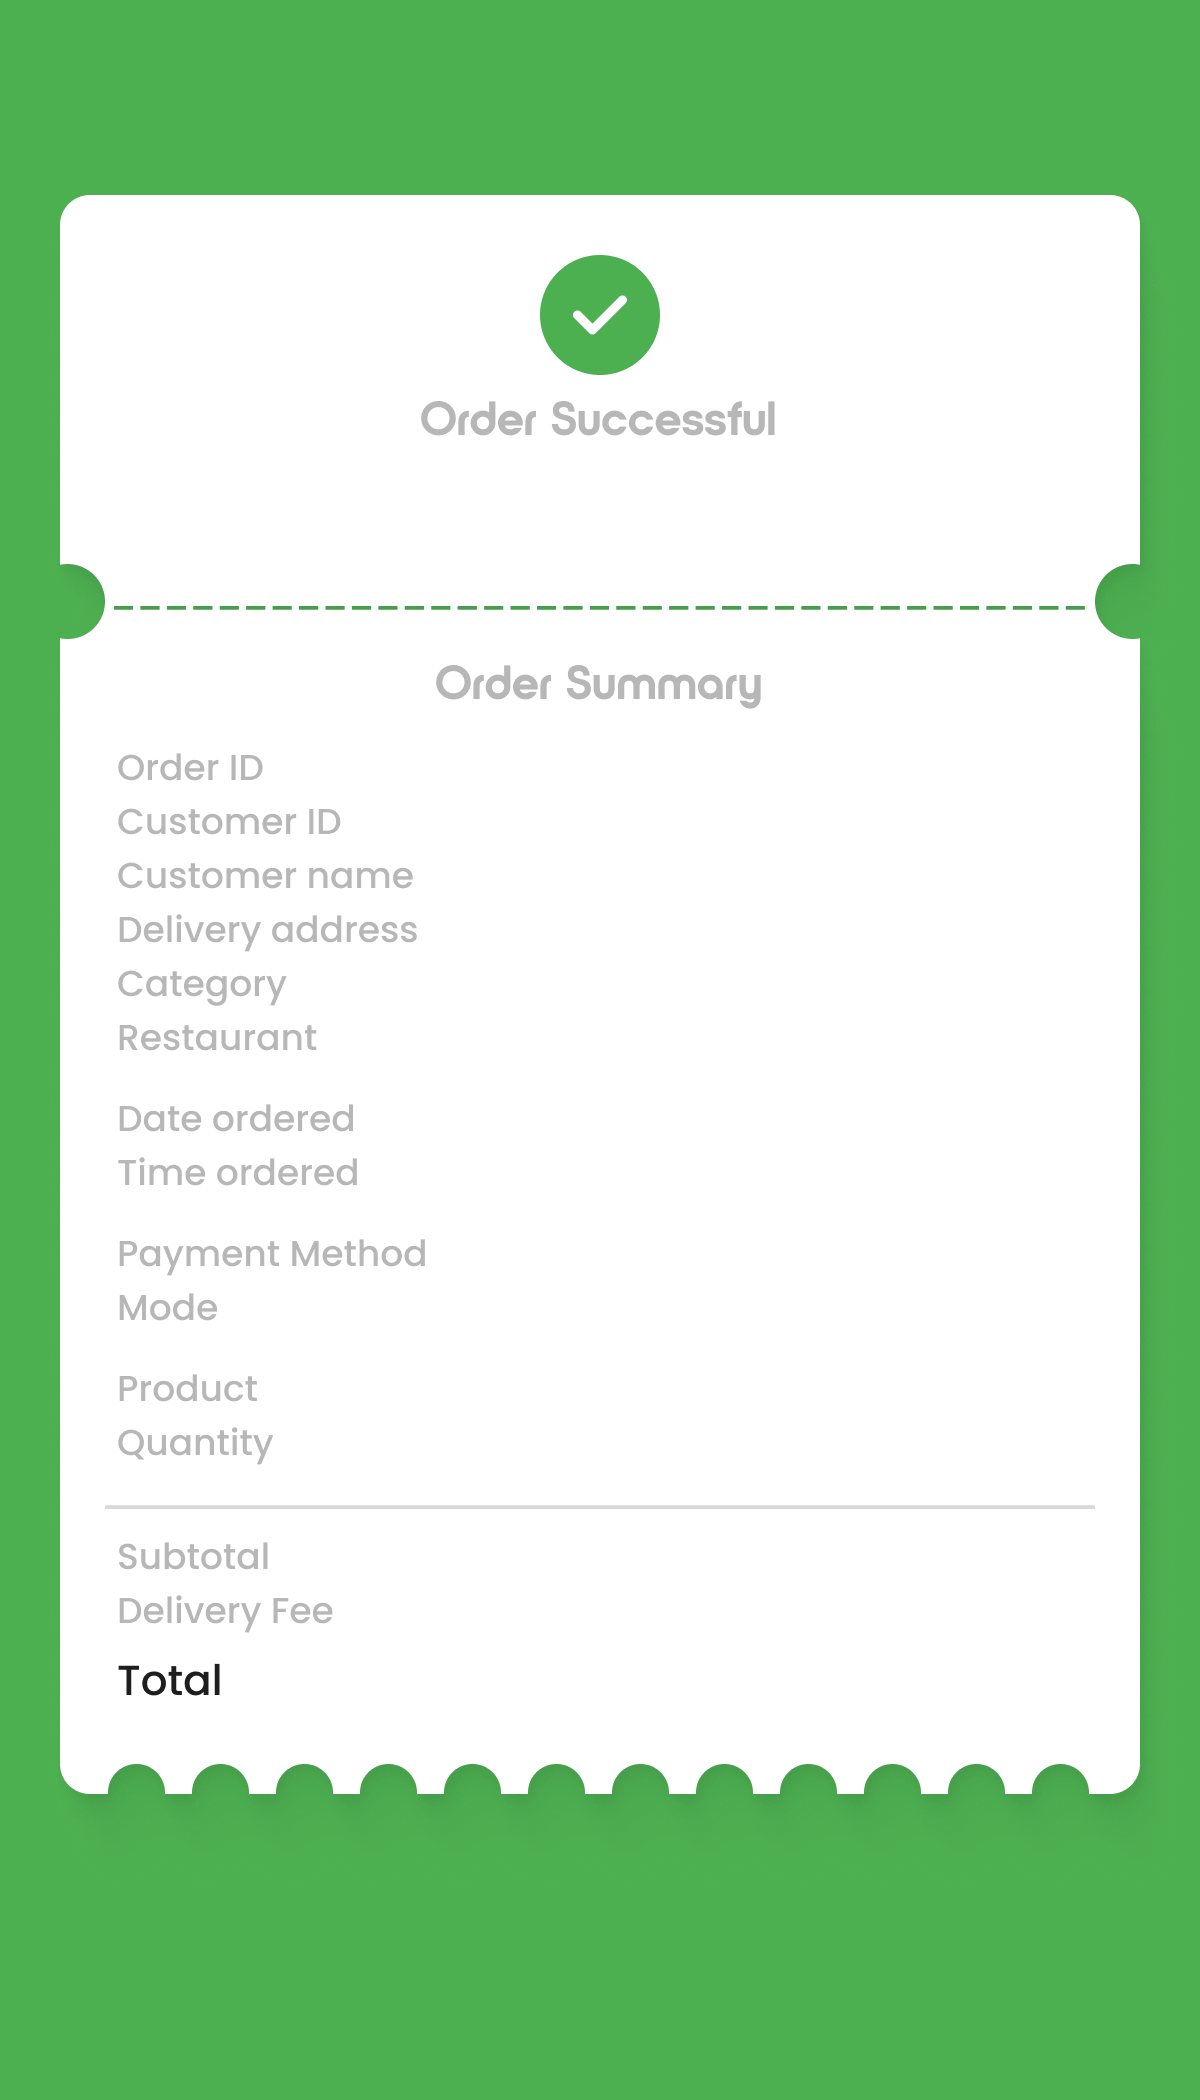 Order Successful
Order Summary
Order ID
Customer ID
Customer name
Delivery address
Category
Restaurant
Date ordered
Time ordered
Payment Method
Mode
Product
Quantity
Subtotal
Delivery Fee
Total